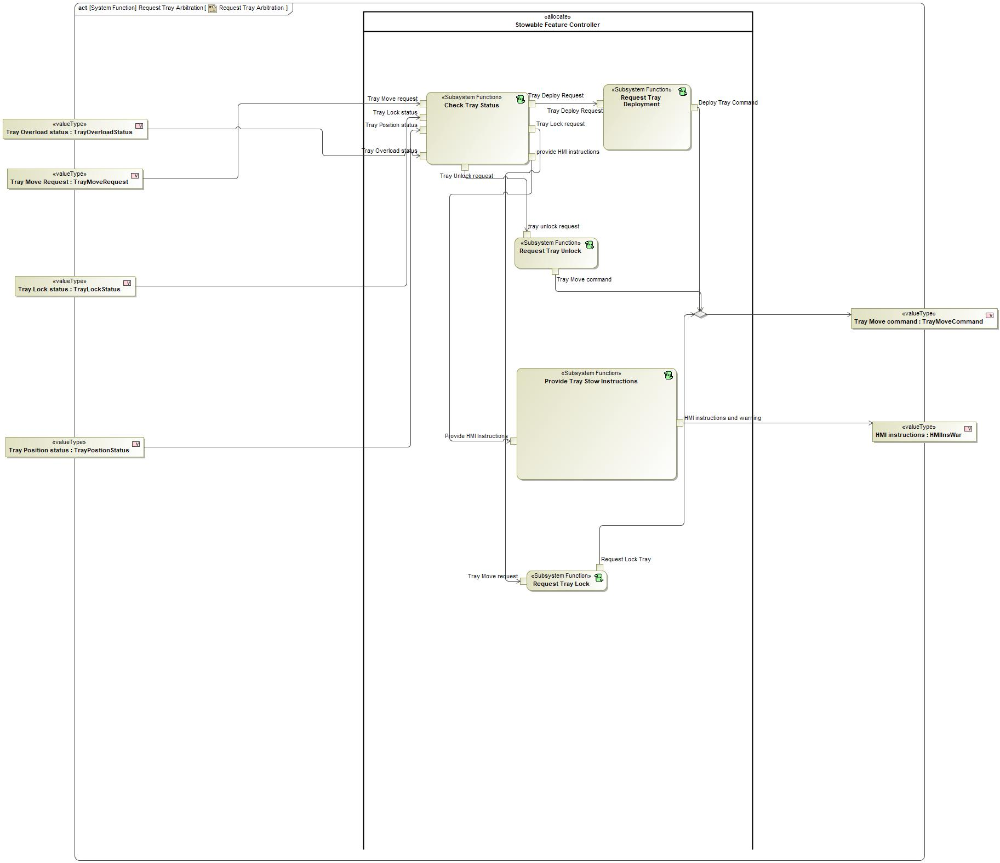 act [System Function] Request Tray Arbitration [ Request Tray Arbitration ]
«allocate»
Stowable Feature Controller
«valueType»
Tray Overload status : TrayOverloadStatus
V
«valueType»
Tray Move Request : TrayMoveRequest
V
«valueType»
Tray Lock status : TrayLockStatus
V
«valueType»
Tray Position status : TrayPostionStatus
V
Tray Move request
Tray Lock status
Tray Position status
Tray Overload status
«Subsystem Function»
Check Tray Status
Tray Deploy Request
Tray Deploy Request
Tray Lock request
provide HMI instructions
Tray Unlock request
«Subsystem Function»
Request Tray
Deployment
Deploy Tray Command
tray unlock request
«Subsystem Function»
Request Tray Unlock
Tray Move command
«valueType»
Tray Move command : TrayMoveCommand
V
«Subsystem Function»
Provide Tray Stow Instructions
Provide HMI Instructions
HMI instructions and warning
«valueType»
HMI instructions : HMIInsWar
V
Request Lock Tray
Tray Move request
«Subsystem Function»
Request Tray Lock